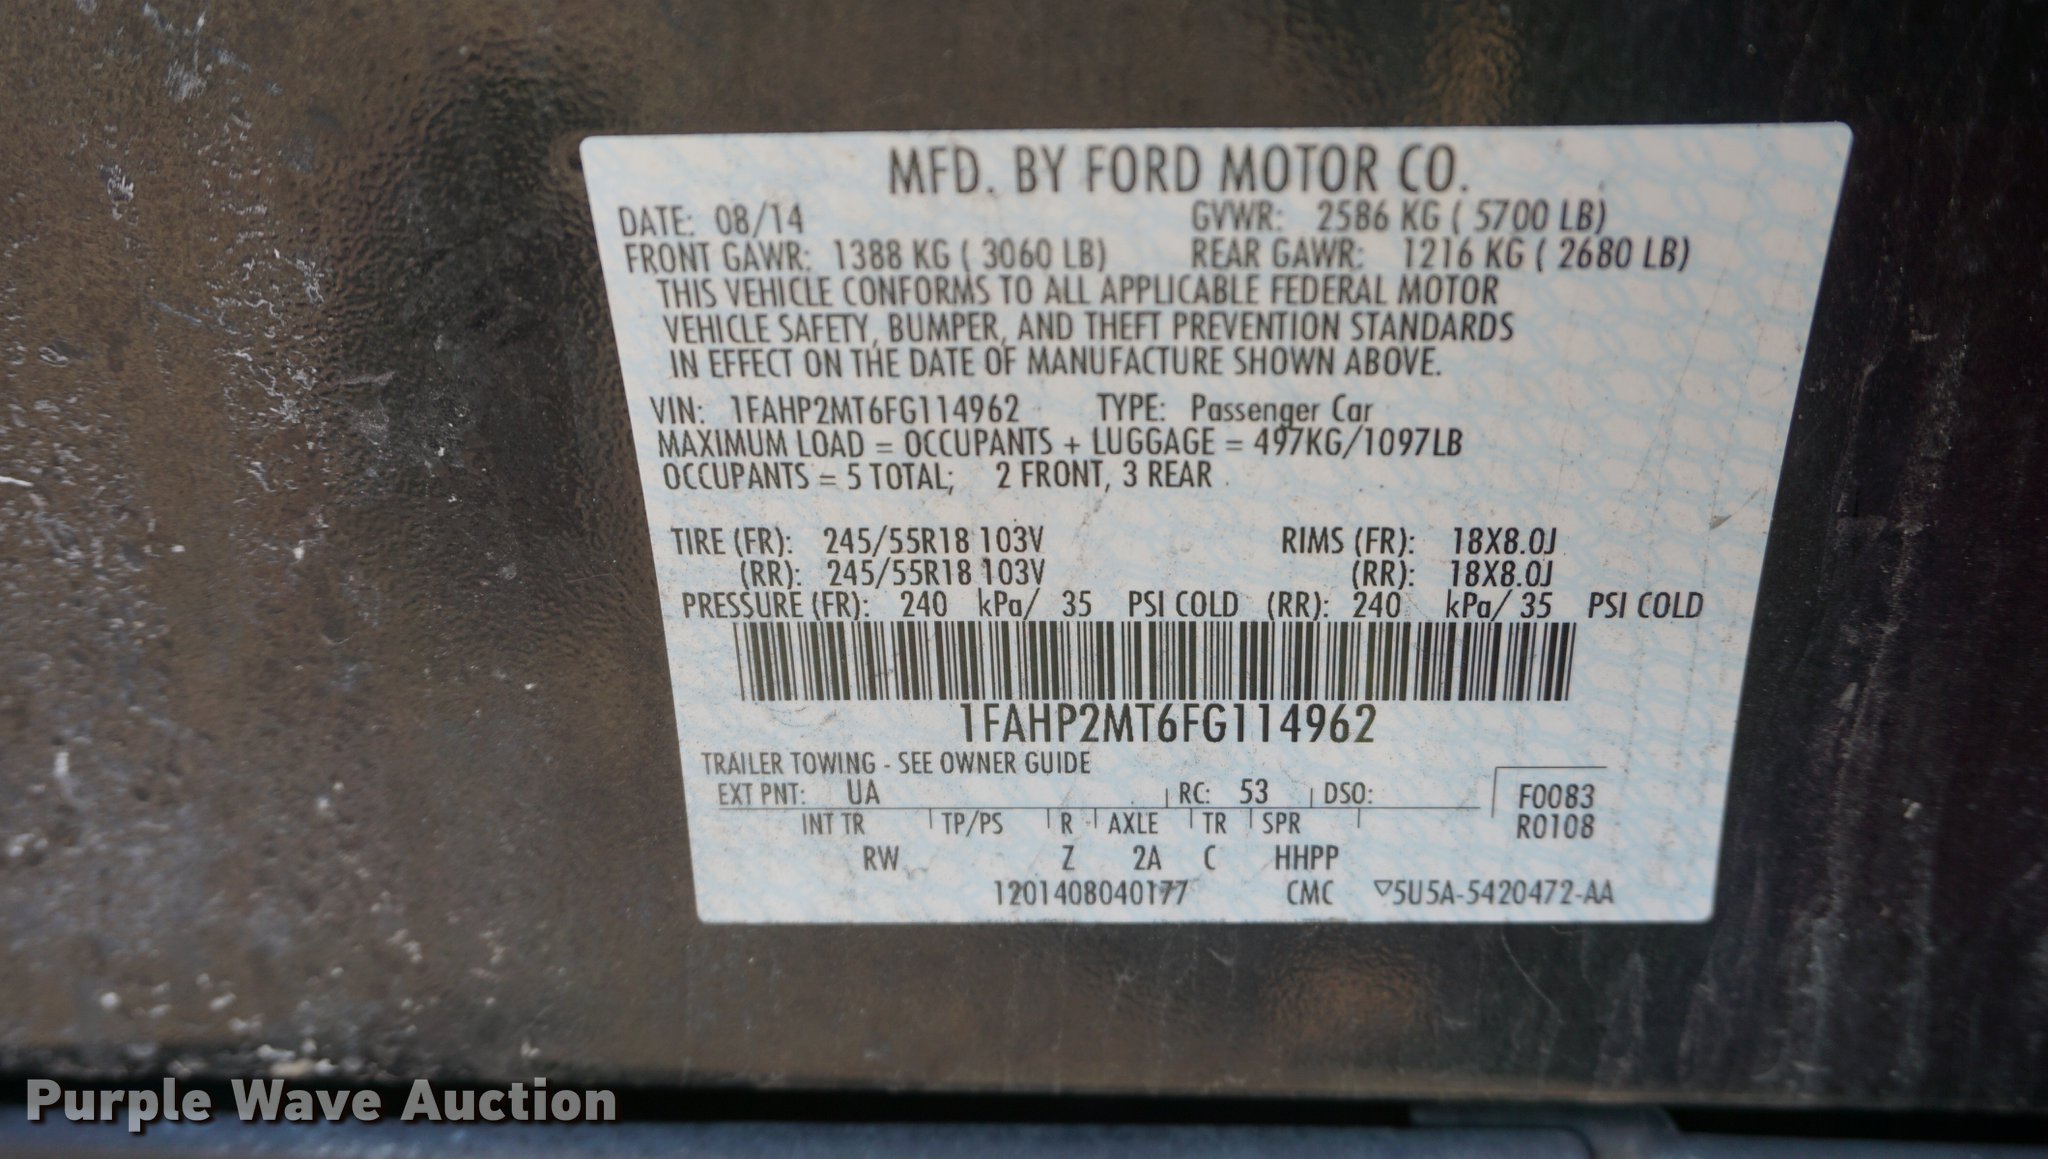 MFD. BY FORD MOTOR CO.
DATE: 08/14 GVWR: 2586 KG ( 5700 LB)
FRONT GAWR: 1388 KG ( 3060 LB) REAR GAWR: 1216 KG ( 2680 LB)
THIS VEHICLE CONFORMS TO ALL APPLICABLE FEDERAL MOTOR
VEHICLE SAFETY, BUMPER, AND THEFT PREVENTION STANDARDS
IN EFFECT ON THE DATE OF MANUFACTURE SHOWN ABOVE.
VIN: 1FAHP2MT6FG114962 TYPE: Passenger Car
MAXIMUM LOAD = OCCUPANTS + LUGGAGE = 497KG/1097LB
OCCUPANTS = 5 TOTAL; 2 FRONT, 3 REAR
TIRE (FR): 245/55R18 103V RIMS (FR): 18X8.0J
(RR): 245/55R18 103V (RR): 18X8.0J
PRESSURE (FR): 240 kPa/ 35 PSI COLD (RR): 240 kPa/ 35 PSI COLD
1FAHP2MT6FG114962
TRAILER TOWING - SEE OWNER GUIDE
EXT PNT: UA RC: 53 DSO: F0083
INT TR TP/PS R AXLE TR SPR R0108
RW Z 2A C HHPP
1201408040177 CMC ▽5U5A-5420472-AA
Purple Wave Auction